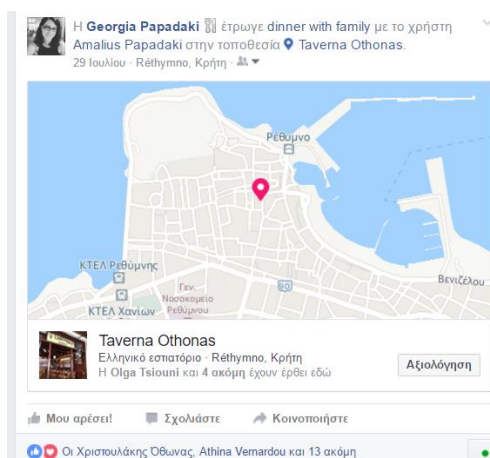 Η Georgia Papadaki έτρωγε dinner with family με το χρήστη
Amalius Papadaki στην τοποθεσία Taverna Othonas.
29 Ιουλίου · Réthymno, Κρήτη ·
Ρέθυμνο
ΚΤΕΛ Ρεθύμνης
ΚΤΕΛ Χανίων
Γεν.
Νοσοκομείο
Ρεθύμνου
90
Βενιζέλου
Taverna Othonas
Ελληνικό εστιατόριο · Réthymno, Κρήτη
Η Olga Tsiouni και 4 ακόμη έχουν έρθει εδώ
Αξιολόγηση
Μου αρέσει! Σχολιάστε Κοινοποιήστε
Οι Χριστουλάκης Όθωνας, Athina Vernardou και 13 ακόμη